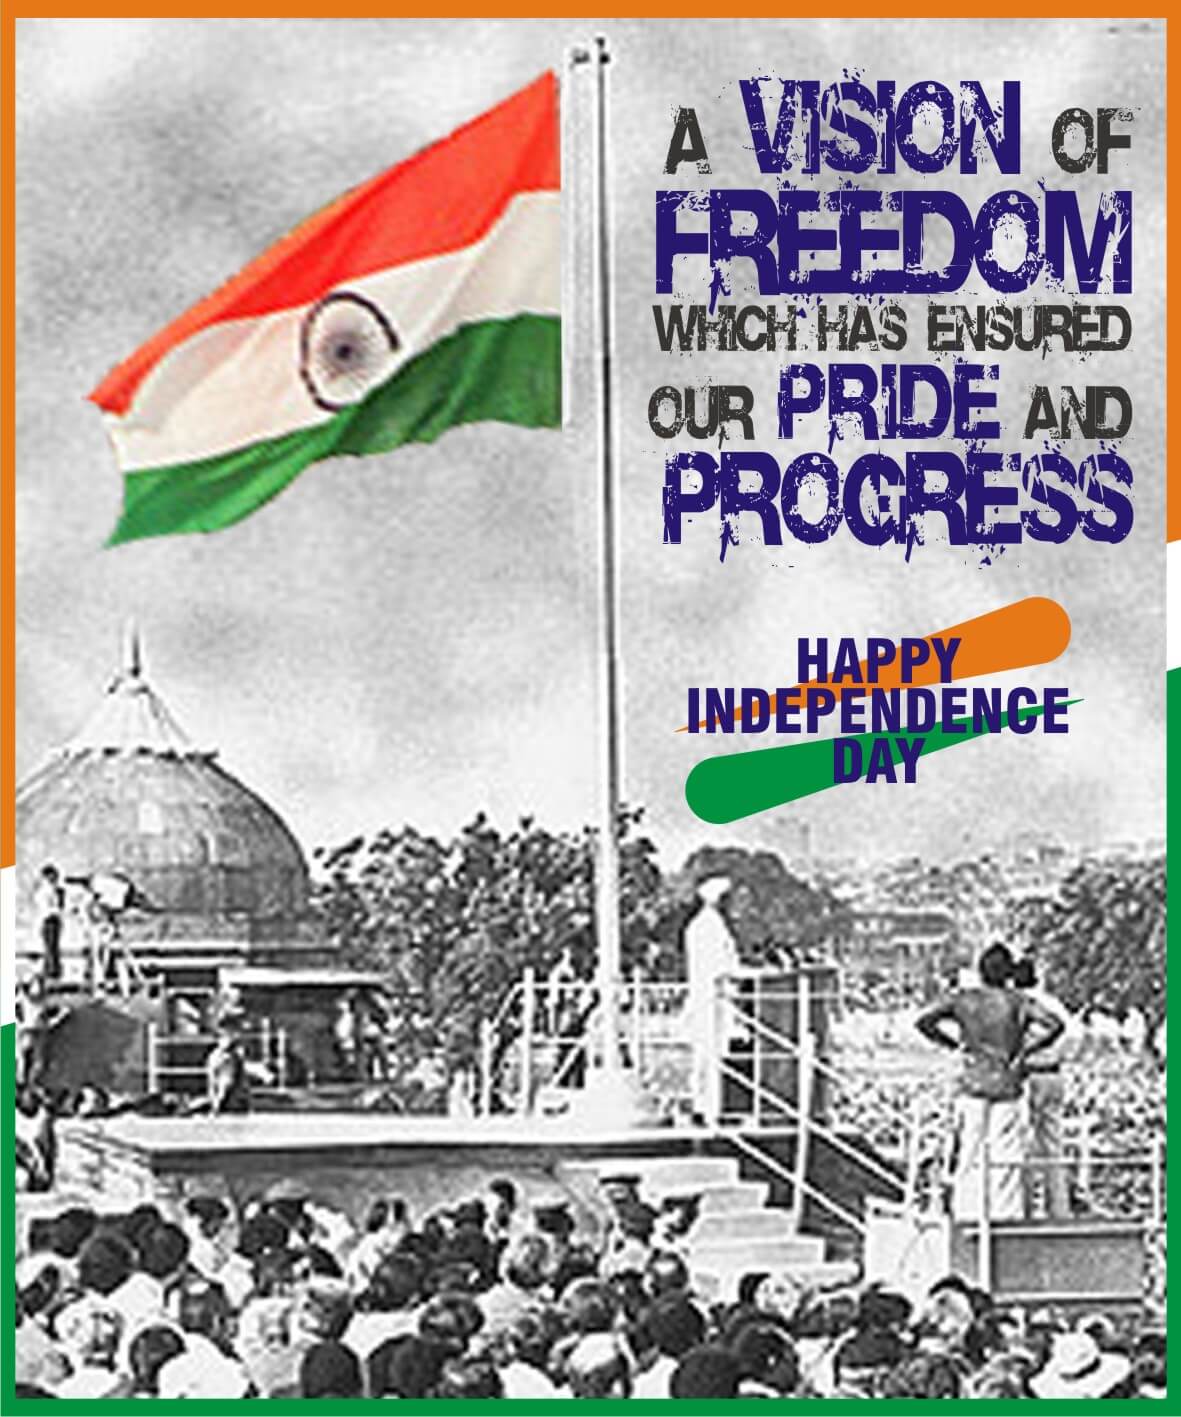 A VISION OF
FREEDOM
WHICH HAS ENSURED
OUR PRIDE AND
PROGRESS
HAPPY
INDEPENDENCE
DAY